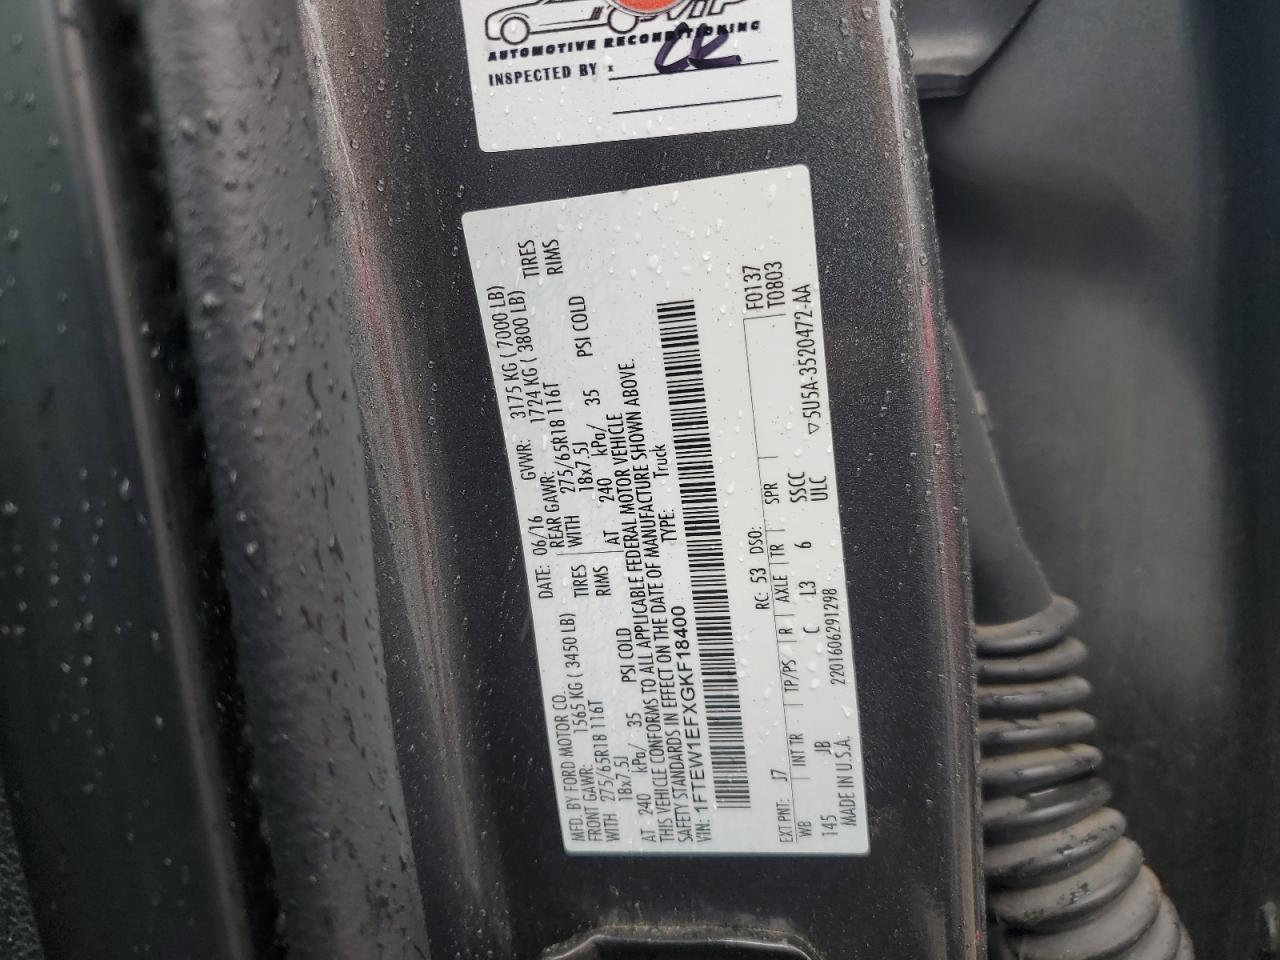 VIP
AUTOMOTIVE RECONDITIONING
INSPECTED BY x CR
MFD. BY FORD MOTOR CO. DATE: 06/16 GVWR: 3175 KG ( 7000 LB)
FRONT GAWR: 1565 KG ( 3450 LB) REAR GAWR: 1724 KG ( 3800 LB)
WITH 275/65R18 116T TIRES WITH 275/65R18 116T TIRES
18x7.5J RIMS 18x7.5J RIMS
AT 240 kPa/ 35 PSI COLD AT 240 kPa/ 35 PSI COLD
THIS VEHICLE CONFORMS TO ALL APPLICABLE FEDERAL MOTOR VEHICLE
SAFETY STANDARDS IN EFFECT ON THE DATE OF MANUFACTURE SHOWN ABOVE.
VIN: 1FTEW1EFXGKF18400 TYPE: Truck
F0137
T0803
EXT PNT: J7 RC: 53 DSO:
WB INT TR TP/PS R AXLE TR SPR
145 JB C L3 6 SSCC
MADE IN U.S.A. 2201606291298 ULC
▽5U5A-3520472-AA